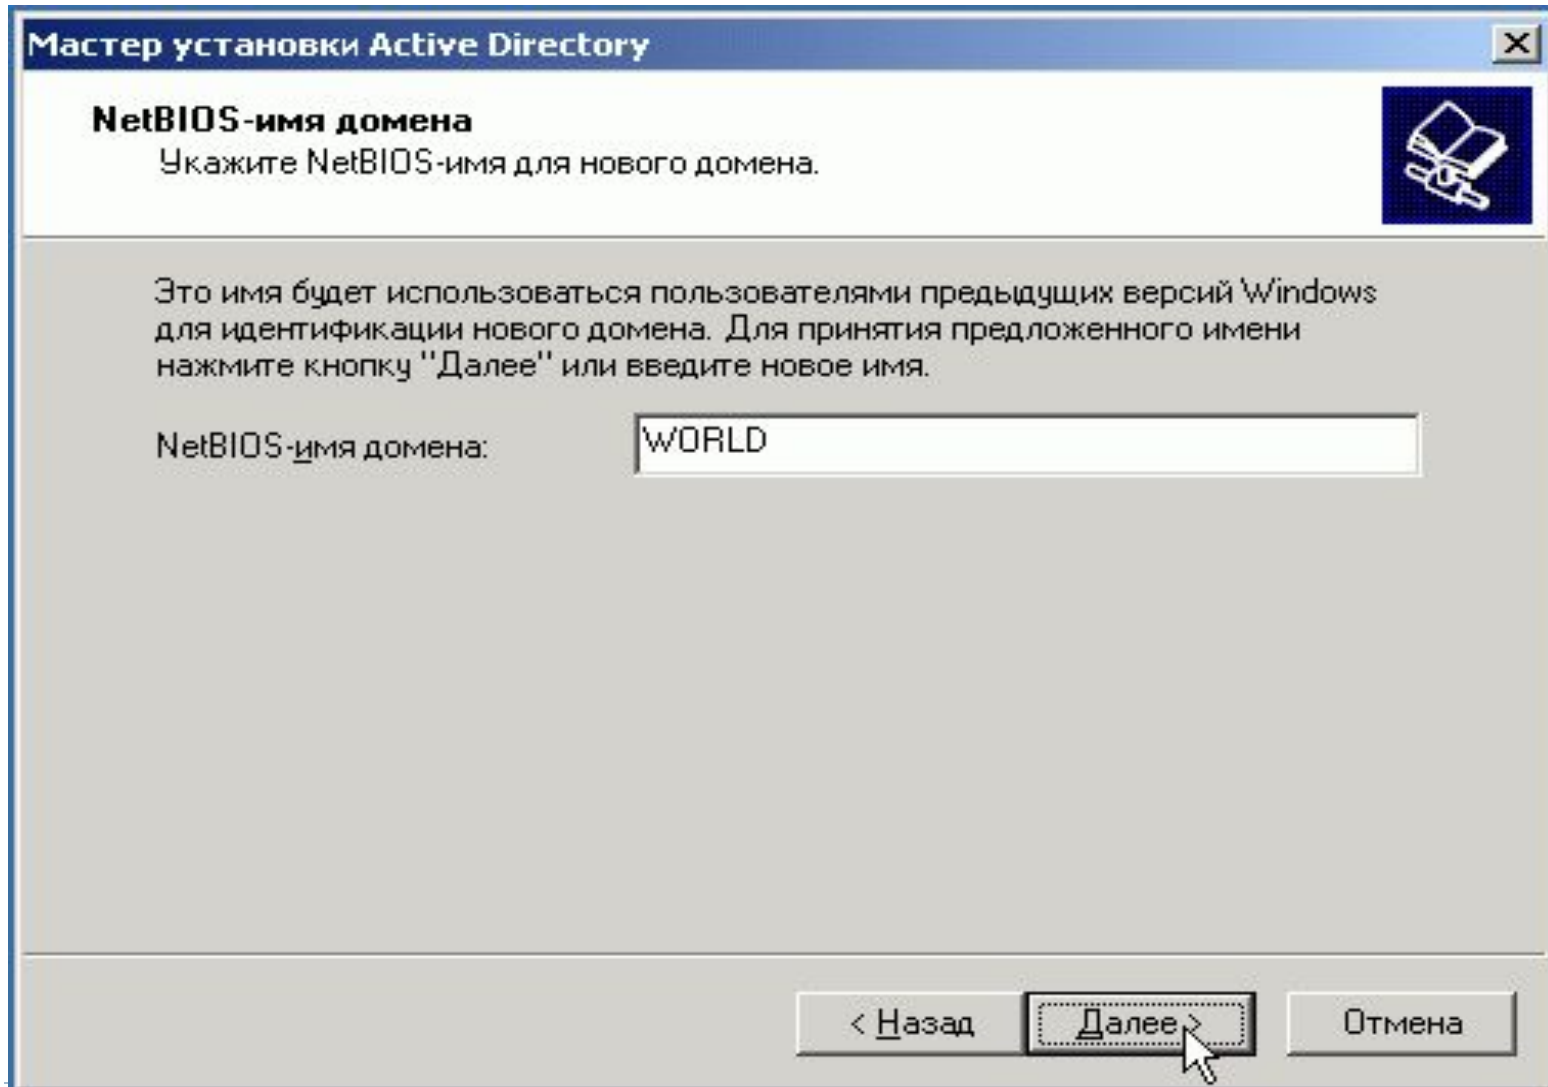 Мастер установки Active Directory
NetBIOS-имя домена
Укажите NetBIOS-имя для нового домена.
Это имя будет использоваться пользователями предыдущих версий Windows
для идентификации нового домена. Для принятия предложенного имени
нажмите кнопку "Далее" или введите новое имя.
NetBIOS-имя домена: WORLD
< Назад Далее > Отмена